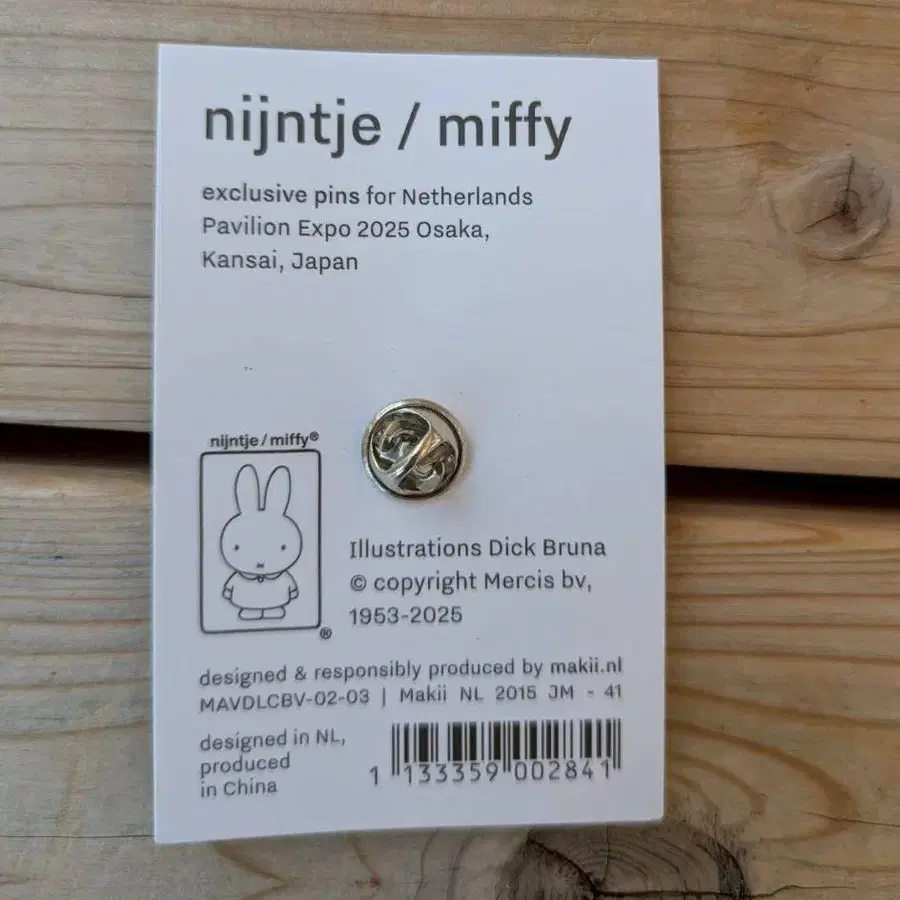 nijntje / miffy
exclusive pins for Netherlands
Pavilion Expo 2025 Osaka,
Kansai, Japan
nijntje / miffy®
®
Illustrations Dick Bruna
© copyright Mercis bv,
1953-2025
designed & responsibly produced by makii.nl
MAVDLCBV-02-03 | Makii NL 2015 JM - 41
designed in NL,
produced
in China
1 133359 002841